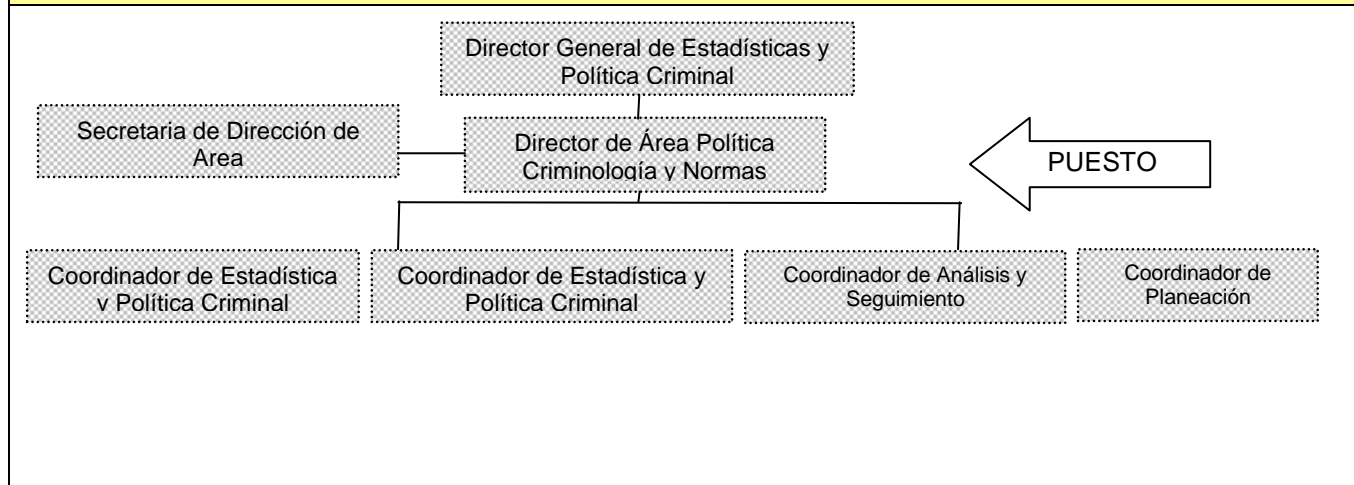 Director General de Estadísticas y
Política Criminal
Secretaria de Dirección de
Area
Director de Área Política
Criminología y Normas
PUESTO
Coordinador de Estadística
y Política Criminal
Coordinador de Estadística y
Política Criminal
Coordinador de Análisis y
Seguimiento
Coordinador de
Planeación